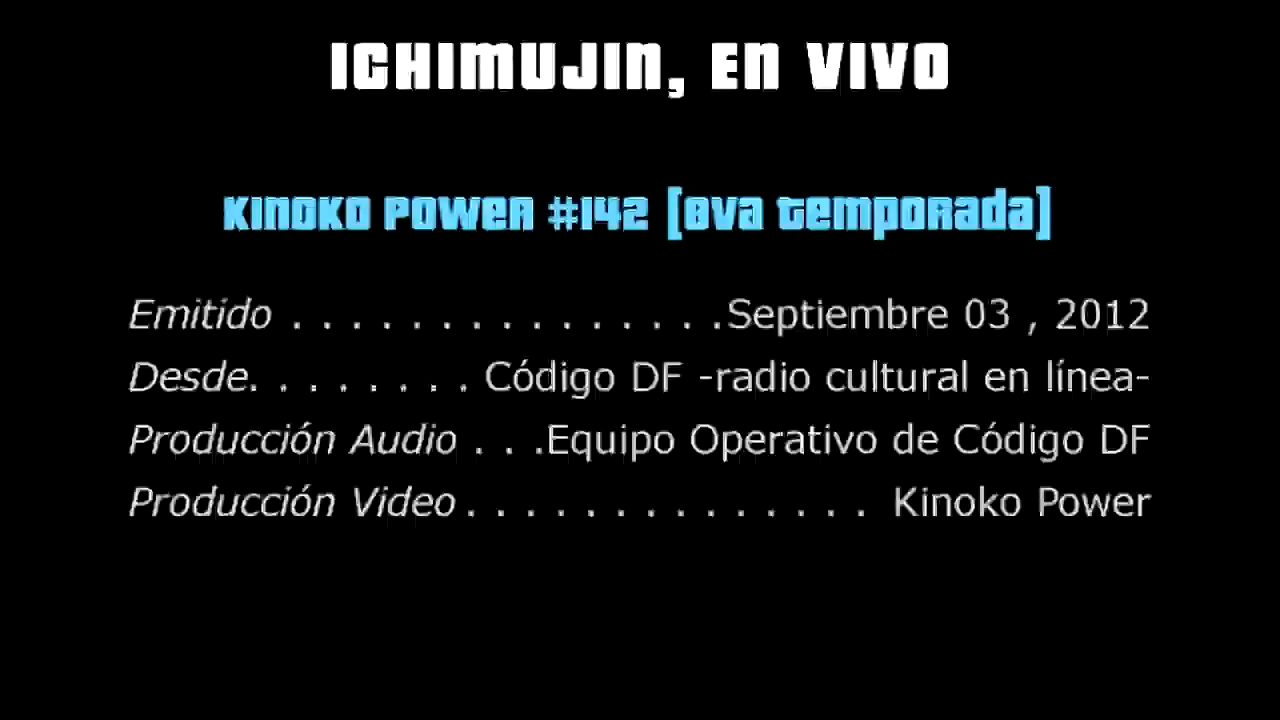 ICHIMUJIN, EN VIVO
KINOKO POWER #142 [8va temporada]
Emitido . . . . . . . . . . . . . . .Septiembre 03 , 2012
Desde. . . . . . . . Código DF -radio cultural en línea-
Producción Audio . . .Equipo Operativo de Código DF
Producción Video . . . . . . . . . . . . . . Kinoko Power